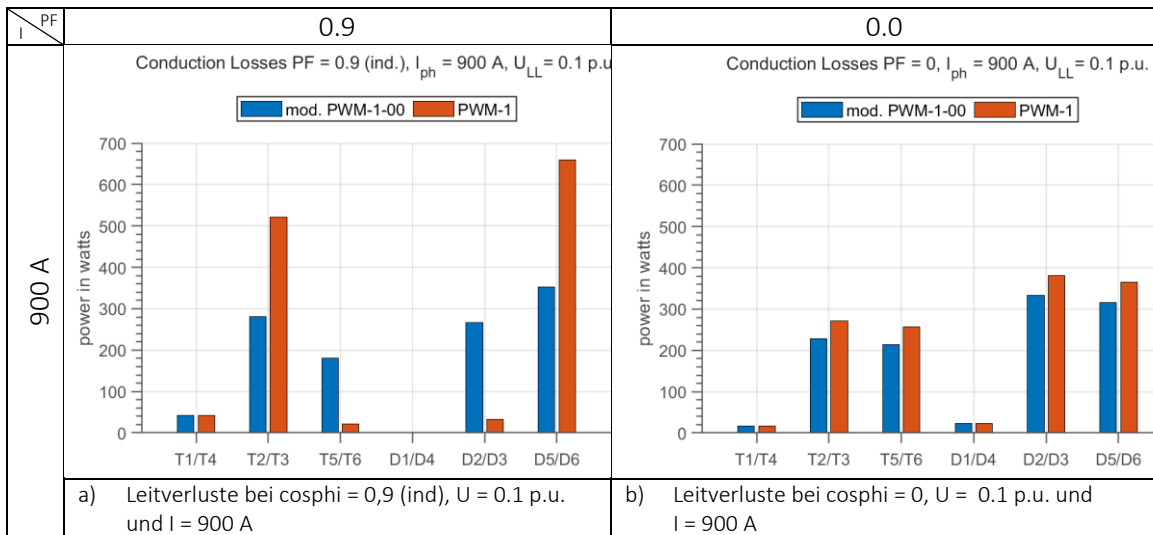 PF
I
0.9
0.0
900 A
Conduction Losses PF = 0.9 (ind.), I_ph = 900 A, U_LL = 0.1 p.u
mod. PWM-1-00 PWM-1
power in watts
700
600
500
400
300
200
100
0
T1/T4 T2/T3 T5/T6 D1/D4 D2/D3 D5/D6
Conduction Losses PF = 0, I_ph = 900 A, U_LL = 0.1 p.u.
mod. PWM-1-00 PWM-1
power in watts
700
600
500
400
300
200
100
0
T1/T4 T2/T3 T5/T6 D1/D4 D2/D3 D5/D6
a) Leitverluste bei cosphi = 0,9 (ind), U = 0.1 p.u.
und I = 900 A
b) Leitverluste bei cosphi = 0, U = 0.1 p.u. und
I = 900 A